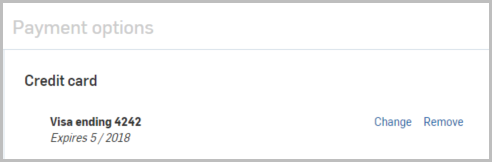 Payment options
Credit card
Visa ending 4242 Change Remove
Expires 5 / 2018